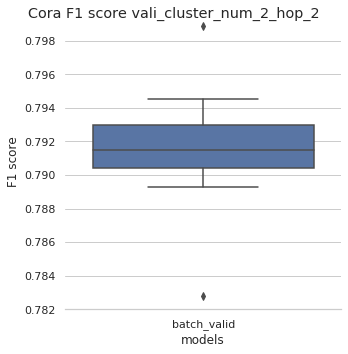 Cora F1 score vali_cluster_num_2_hop_2
0.798
0.796
0.794
0.792
0.790
0.788
0.786
0.784
0.782
F1 score
batch_valid
models